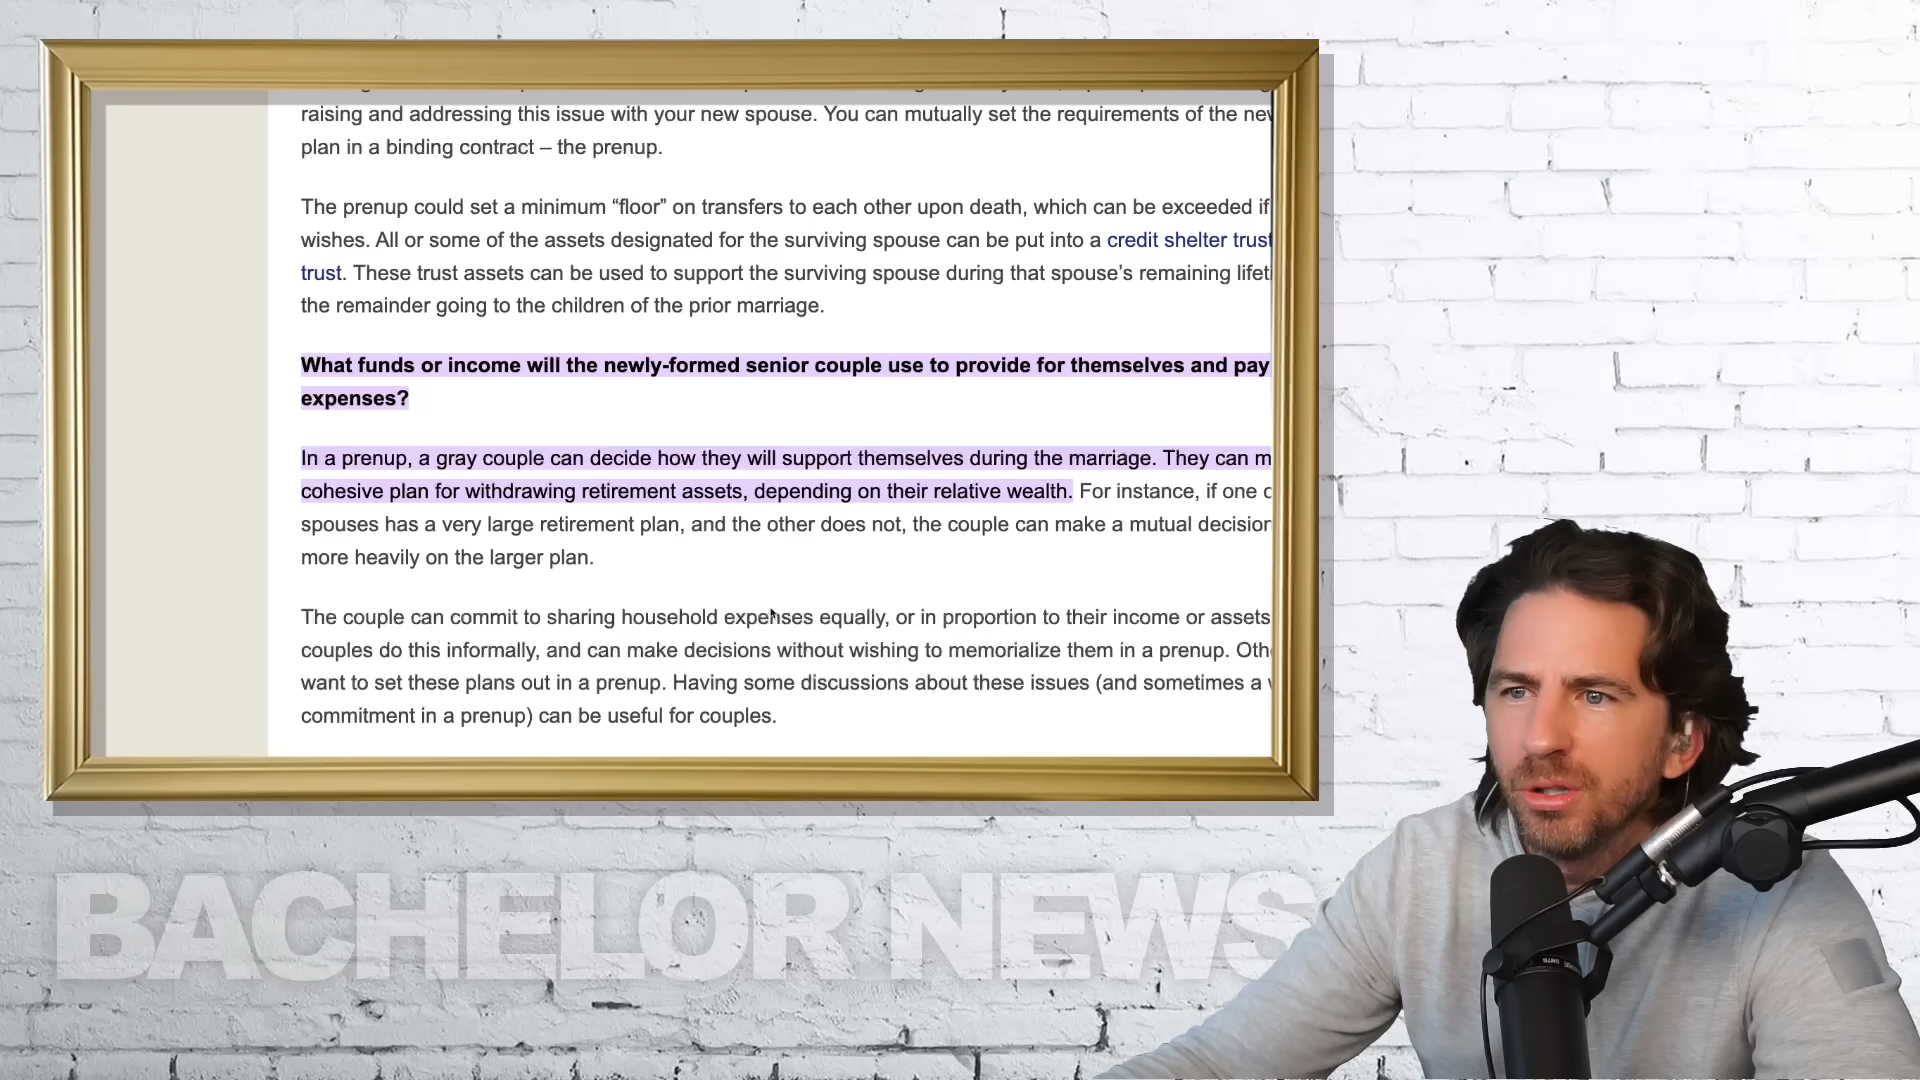 raising and addressing this issue with your new spouse. You can mutually set the requirements of the
plan in a binding contract – the prenup.
The prenup could set a minimum “floor” on transfers to each other upon death, which can be exceeded if
wishes. All or some of the assets designated for the surviving spouse can be put into a credit shelter trust
trust. These trust assets can be used to support the surviving spouse during that spouse’s remaining
the remainder going to the children of the prior marriage.
What funds or income will the newly-formed senior couple use to provide for themselves and pay
expenses?
In a prenup, a gray couple can decide how they will support themselves during the marriage. They can
cohesive plan for withdrawing retirement assets, depending on their relative wealth. For instance, if one
spouses has a very large retirement plan, and the other does not, the couple can make a mutual decision
more heavily on the larger plan.
The couple can commit to sharing household expenses equally, or in proportion to their income or assets
couples do this informally, and can make decisions without wishing to memorialize them in a prenup.
want to set these plans out in a prenup. Having some discussions about these issues (and sometimes a
commitment in a prenup) can be useful for couples.
BACHELOR NEWS